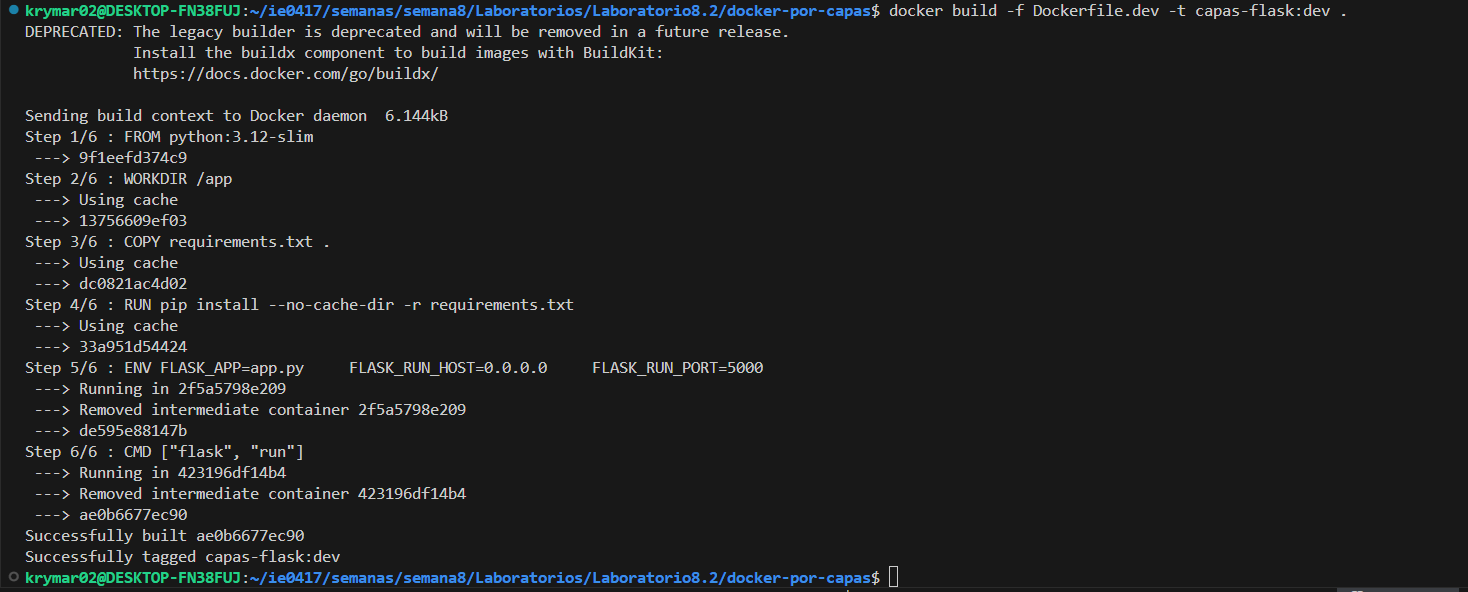 krymar02@DESKTOP-FN38FUJ:~/ie0417/semanas/semana8/Laboratorios/Laboratorio8.2/docker-por-capas$ docker build -f Dockerfile.dev -t capas-flask:dev .
DEPRECATED: The legacy builder is deprecated and will be removed in a future release.
            Install the buildx component to build images with BuildKit:
            https://docs.docker.com/go/buildx/

Sending build context to Docker daemon  6.144kB
Step 1/6 : FROM python:3.12-slim
 ---> 9f1eefd374c9
Step 2/6 : WORKDIR /app
 ---> Using cache
 ---> 13756609ef03
Step 3/6 : COPY requirements.txt .
 ---> Using cache
 ---> dc0821ac4d02
Step 4/6 : RUN pip install --no-cache-dir -r requirements.txt
 ---> Using cache
 ---> 33a951d54424
Step 5/6 : ENV FLASK_APP=app.py     FLASK_RUN_HOST=0.0.0.0     FLASK_RUN_PORT=5000
 ---> Running in 2f5a5798e209
 ---> Removed intermediate container 2f5a5798e209
 ---> de595e88147b
Step 6/6 : CMD ["flask", "run"]
 ---> Running in 423196df14b4
 ---> Removed intermediate container 423196df14b4
 ---> ae0b6677ec90
Successfully built ae0b6677ec90
Successfully tagged capas-flask:dev
krymar02@DESKTOP-FN38FUJ:~/ie0417/semanas/semana8/Laboratorios/Laboratorio8.2/docker-por-capas$